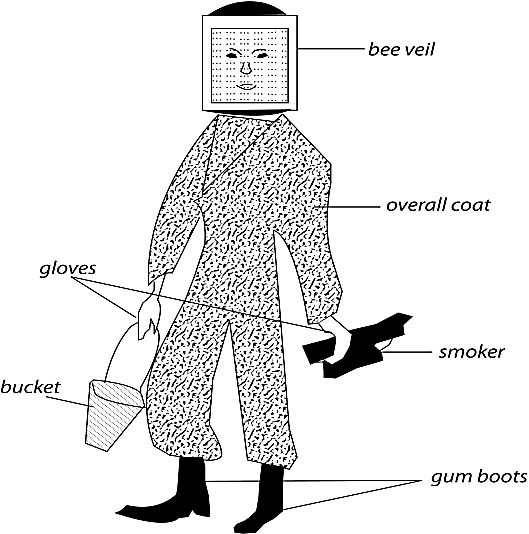 bee veil
overall coat
gloves
smoker
bucket
gum boots